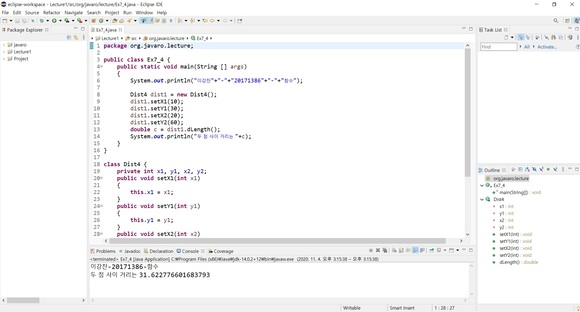 eclipse-workspace - Lecture1/src/org/javaro/lecture/Ex7_4.java - Eclipse IDE
File Edit Source Refactor Navigate Search Project Run Window Help
Package Explorer
javaro
Lecture1
Project
Ex7_4.java
Lecture1 src org.javaro.lecture Ex7_4
1 package org.javaro.lecture;
2
3 public class Ex7_4 {
4 public static void main(String [] args)
5 {
6 System.out.println("이강찬"+"-"+"20171386"+"-"+"함수");
7
8 Dist4 dist1 = new Dist4();
9 dist1.setX1(10);
10 dist1.setY1(30);
11 dist1.setX2(20);
12 dist1.setY2(60);
13 double c = dist1.dLength();
14 System.out.println("두 점 사이 거리는 "+c);
15 }
16 }
17
18 class Dist4 {
19 private int x1, y1, x2, y2;
20 public void setX1(int x1)
21 {
22 this.x1 = x1;
23 }
24 public void setY1(int y1)
25 {
26 this.y1 = y1;
27 }
28 public void setX2(int x2)
Problems Javadoc Declaration Console Coverage
<terminated> Ex7_4 [Java Application] C:\Program Files (x86)\Java\jdk-14.0.2+12\bin\javaw.exe (2020. 11. 4. 오후 3:15:38 – 오후 3:15:38)
이강찬-20171386-함수
두 점 사이 거리는 31.622776601683793
Task List
Find All Activate...
Outline
org.javaro.lecture
Ex7_4
main(String[]) : void
Dist4
x1 : int
y1 : int
x2 : int
y2 : int
setX1(int) : void
setY1(int) : void
setX2(int) : void
setY2(int) : void
dLength() : double
Writable Smart Insert 1 : 28 : 27